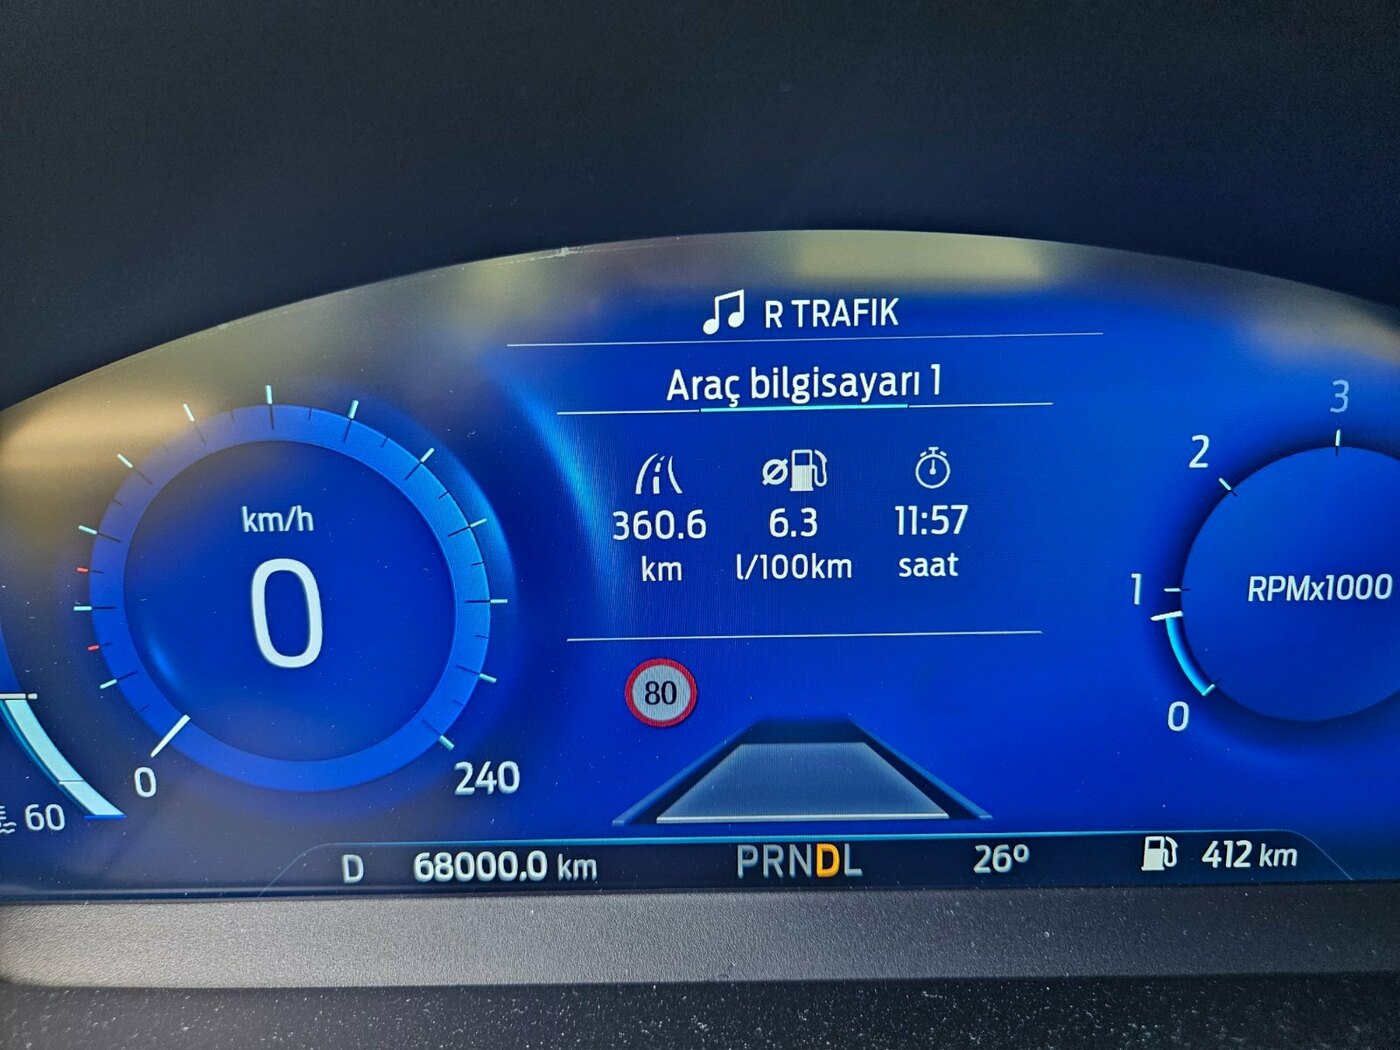 R TRAFIK
Araç bilgisayarı 1
360.6 6.3 11:57
km l/100km saat
km/h
0
0 240
60
80
3
2
1
0
RPMx1000
D 68000.0 km PRNDL 26º 412 km